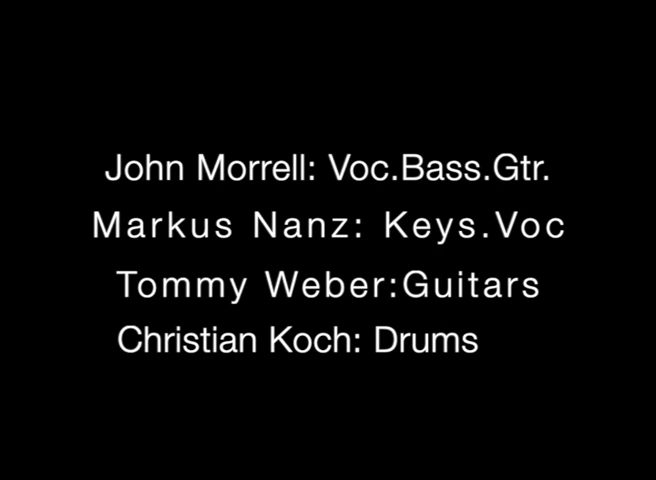 John Morrell: Voc.Bass.Gtr.
Markus Nanz: Keys.Voc
Tommy Weber:Guitars
Christian Koch: Drums